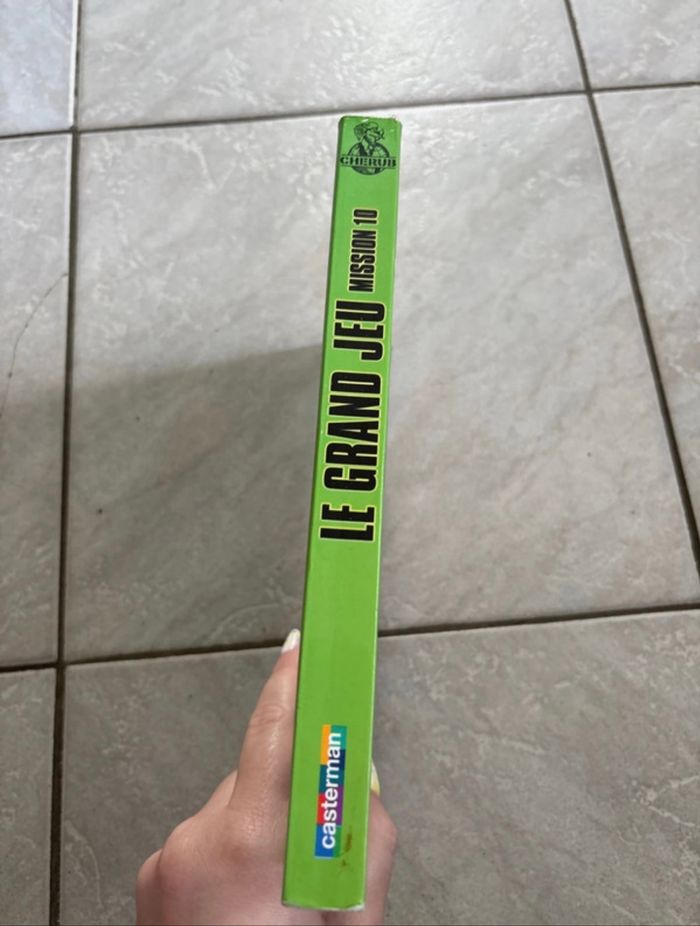 CHERUB
LE GRAND JEU MISSION 10
casterman